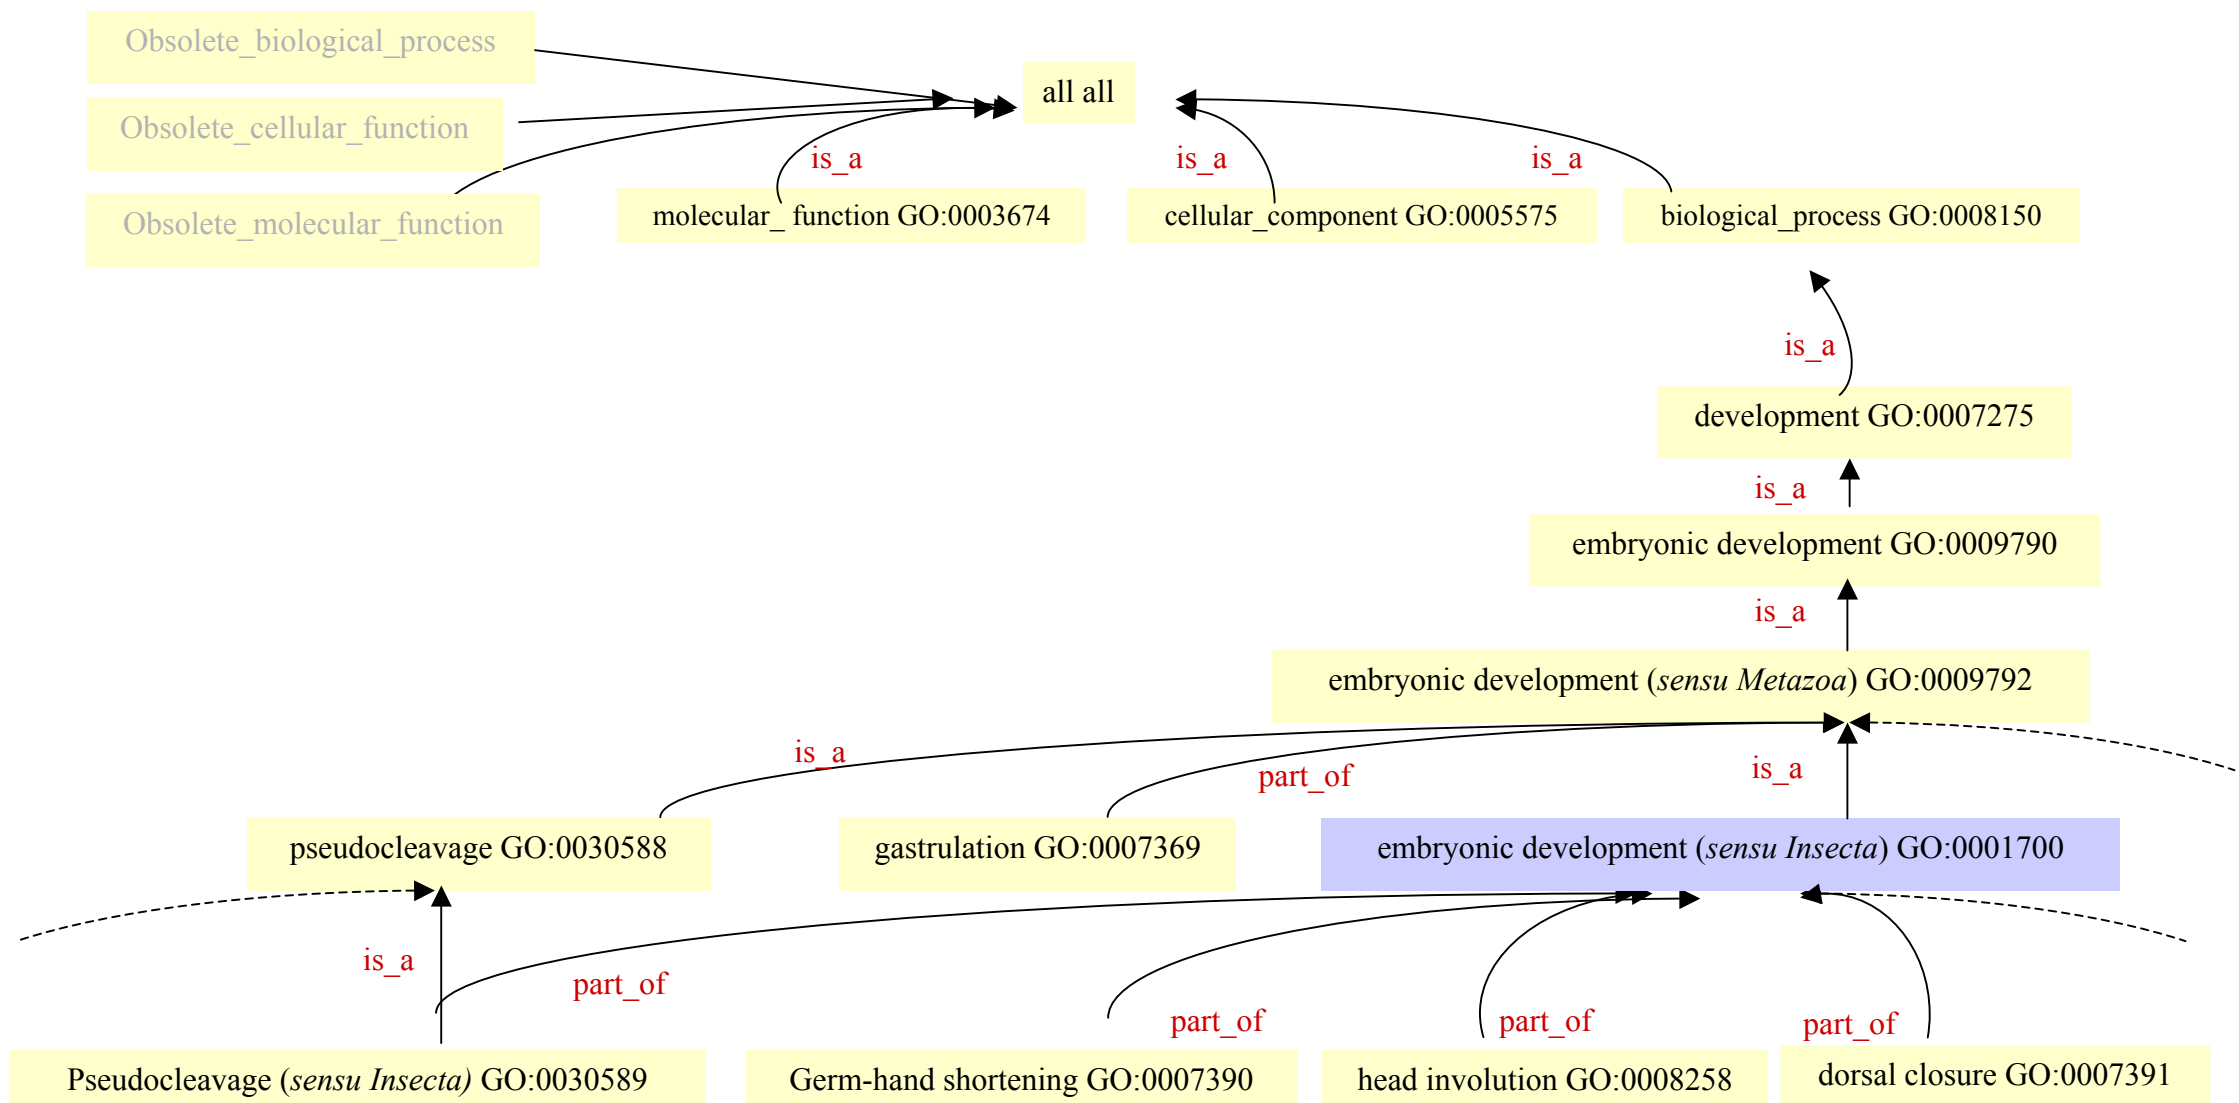 Obsolete_biological_process
all all
Obsolete_cellular_function
is_a
is_a
is_a
Obsolete_molecular_function
molecular_ function GO:0003674
cellular_component GO:0005575
biological_process GO:0008150
is_a
development GO:0007275
is_a
embryonic development GO:0009790
is_a
embryonic development (sensu Metazoa) GO:0009792
is_a
part_of
is_a
pseudocleavage GO:0030588
gastrulation GO:0007369
embryonic development (sensu Insecta) GO:0001700
is_a
part_of
part_of
part_of
part_of
Pseudocleavage (sensu Insecta) GO:0030589
Germ-hand shortening GO:0007390
head involution GO:0008258
dorsal closure GO:0007391